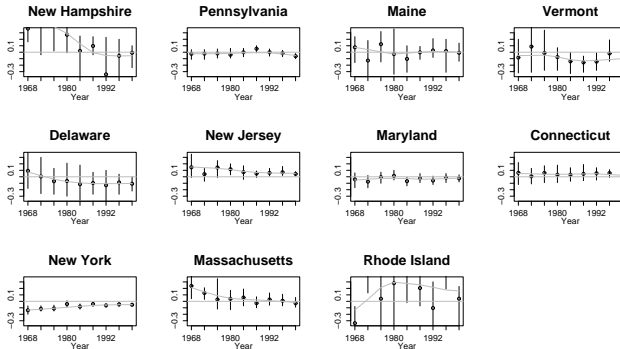 New Hampshire Pennsylvania Maine Vermont
0.1 0.1 0.1 0.1
−0.3 −0.3 −0.3 −0.3
1968 1980 1992 1968 1980 1992 1968 1980 1992 1968 1980 1992
Year Year Year Year
Delaware New Jersey Maryland Connecticut
0.1 0.1 0.1 0.1
−0.3 −0.3 −0.3 −0.3
1968 1980 1992 1968 1980 1992 1968 1980 1992 1968 1980 1992
Year Year Year Year
New York Massachusetts Rhode Island
0.1 0.1 0.1
−0.3 −0.3 −0.3
1968 1980 1992 1968 1980 1992 1968 1980 1992
Year Year Year